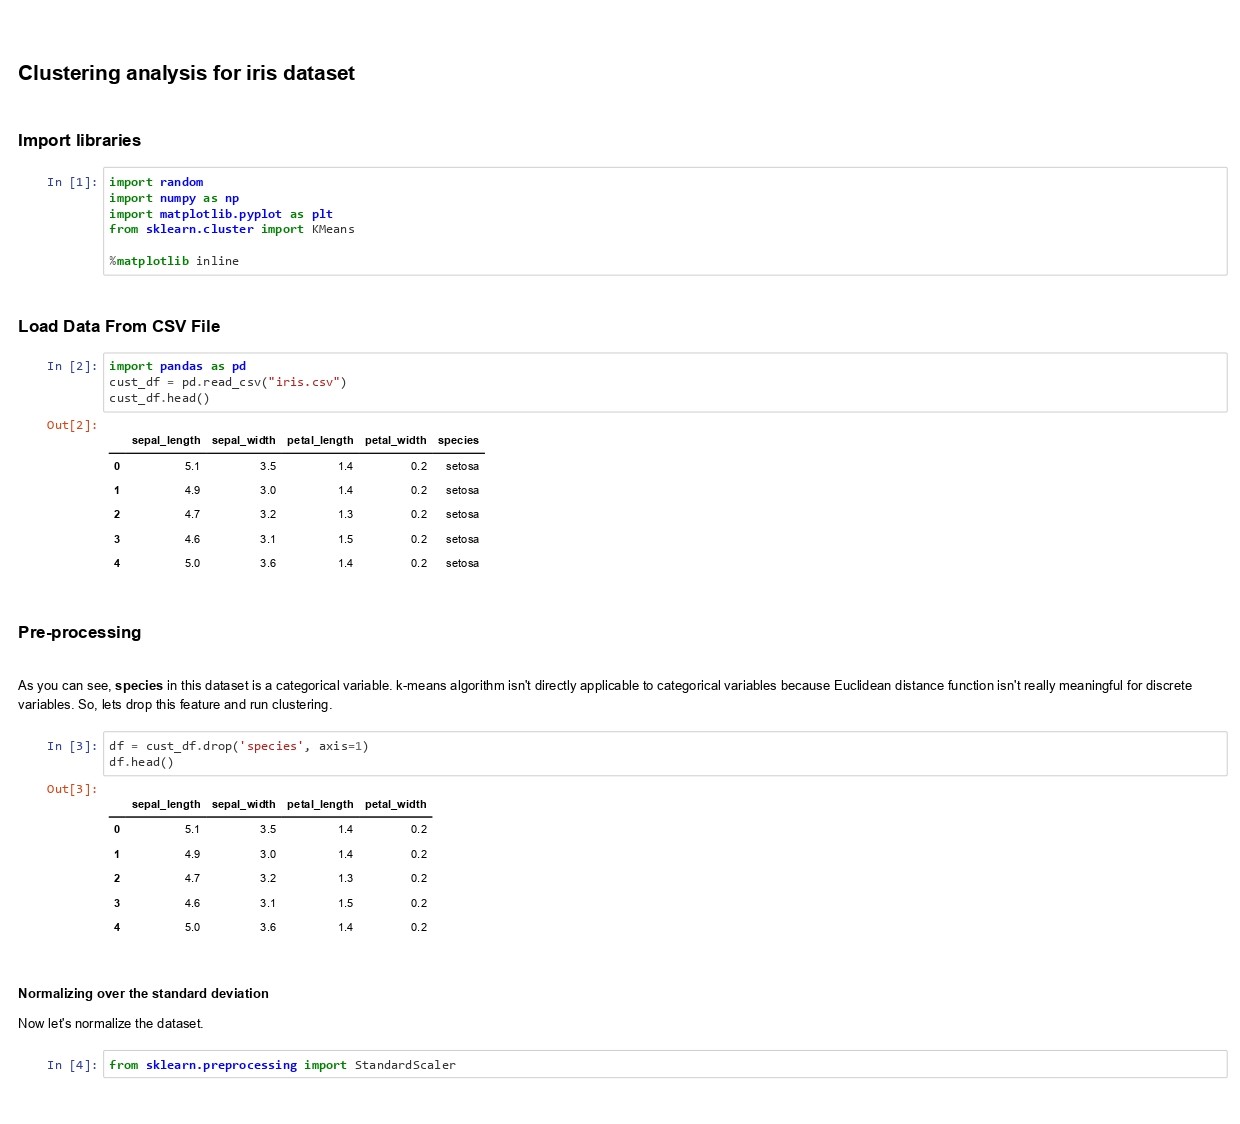 Clustering analysis for iris dataset
Import libraries
In [1]: import random
import numpy as np
import matplotlib.pyplot as plt
from sklearn.cluster import KMeans
%matplotlib inline
Load Data From CSV File
In [2]: import pandas as pd
cust_df = pd.read_csv("iris.csv")
cust_df.head()
Out[2]:
sepal_length sepal_width petal_length petal_width species
0 5.1 3.5 1.4 0.2 setosa
1 4.9 3.0 1.4 0.2 setosa
2 4.7 3.2 1.3 0.2 setosa
3 4.6 3.1 1.5 0.2 setosa
4 5.0 3.6 1.4 0.2 setosa
Pre-processing
As you can see, species in this dataset is a categorical variable. k-means algorithm isn't directly applicable to categorical variables because Euclidean distance function isn't really meaningful for discrete
variables. So, lets drop this feature and run clustering.
In [3]: df = cust_df.drop('species', axis=1)
df.head()
Out[3]:
sepal_length sepal_width petal_length petal_width
0 5.1 3.5 1.4 0.2
1 4.9 3.0 1.4 0.2
2 4.7 3.2 1.3 0.2
3 4.6 3.1 1.5 0.2
4 5.0 3.6 1.4 0.2
Normalizing over the standard deviation
Now let's normalize the dataset.
In [4]: from sklearn.preprocessing import StandardScaler